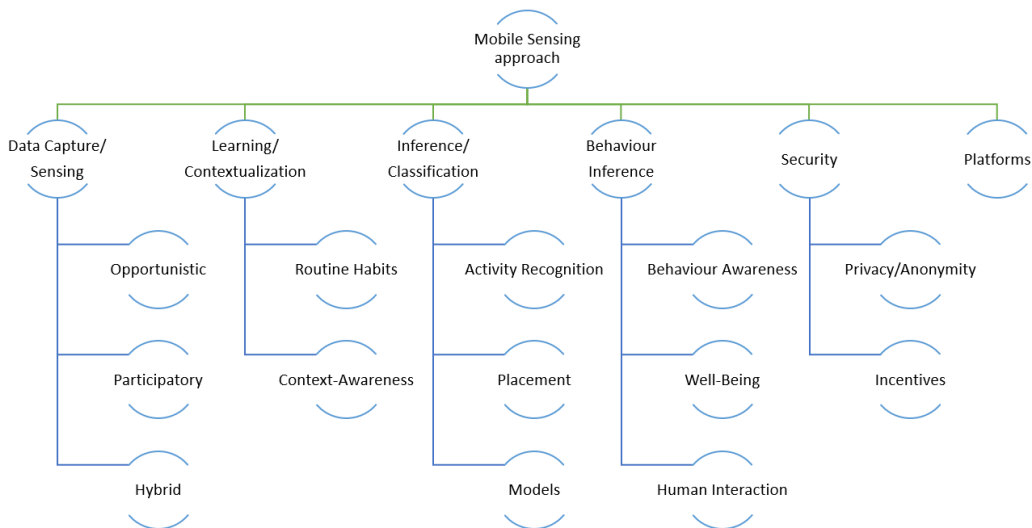 Mobile Sensing
approach
Data Capture/
Sensing
Learning/
Contextualization
Inference/
Classification
Behaviour
Inference
Security
Platforms
Opportunistic
Routine Habits
Activity Recognition
Behaviour Awareness
Privacy/Anonymity
Participatory
Context-Awareness
Placement
Well-Being
Incentives
Hybrid
Models
Human Interaction